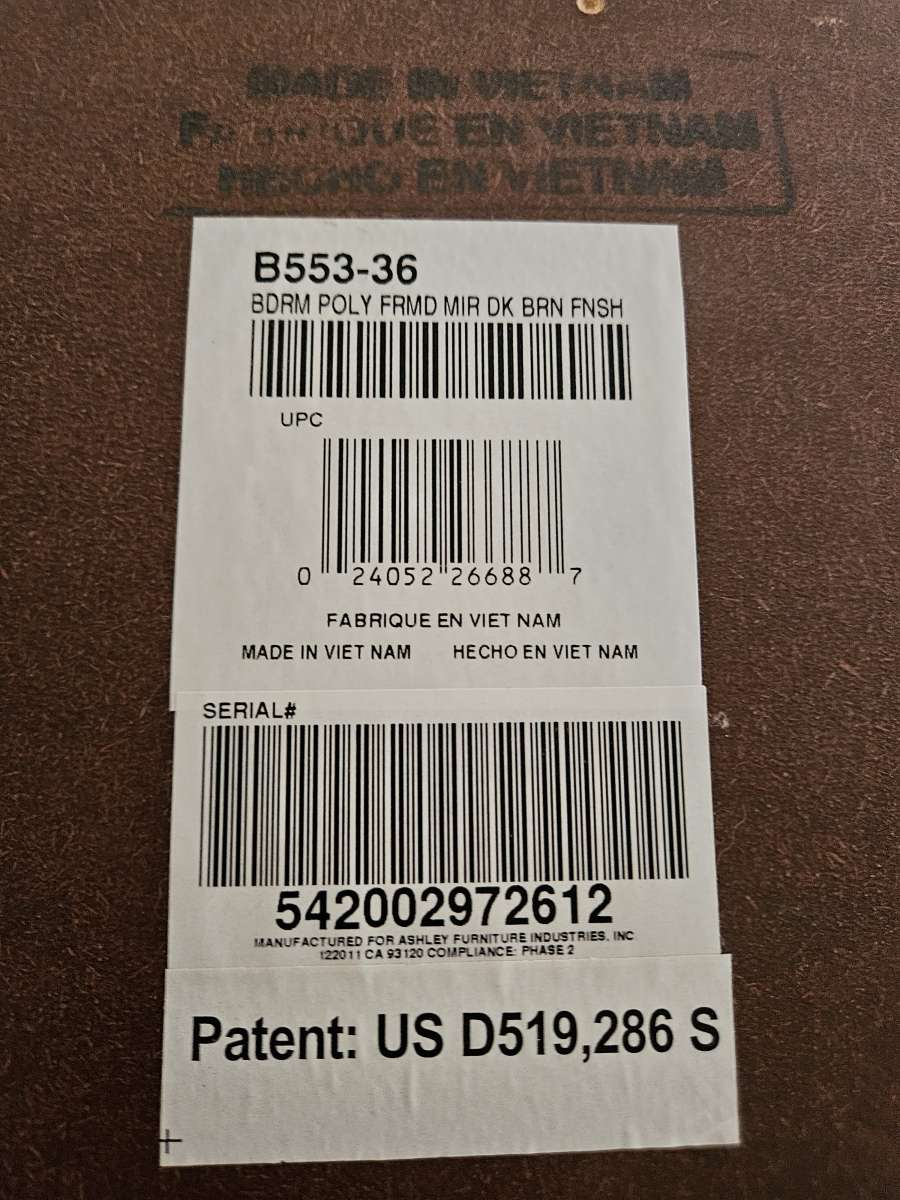 MADE IN VIETNAM
FABRIQUE EN VIETNAM
HECHO EN VIETNAM
B553-36
BDRM POLY FRMD MIR DK BRN FNSH
UPC
0 24052 26688 7
FABRIQUE EN VIET NAM
MADE IN VIET NAM HECHO EN VIET NAM
SERIAL#
542002972612
MANUFACTURED FOR ASHLEY FURNITURE INDUSTRIES, INC
122011 CA 93120 COMPLIANCE: PHASE 2
Patent: US D519,286 S